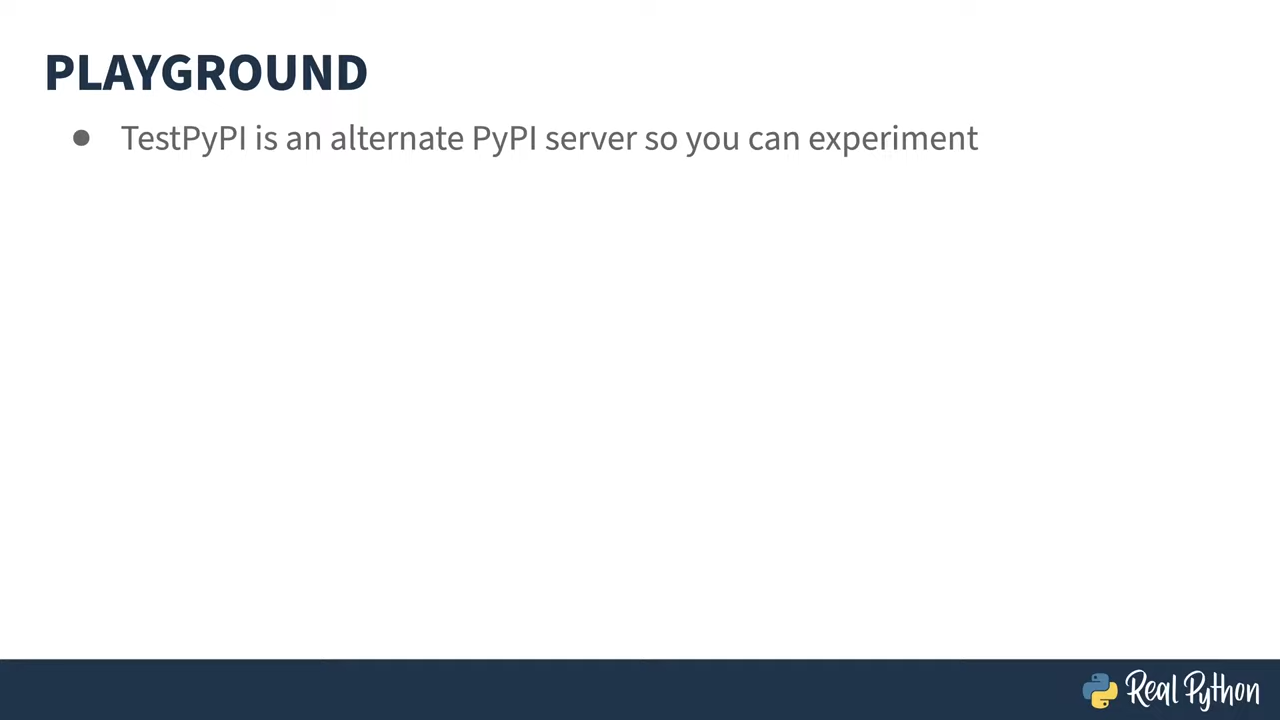 PLAYGROUND
● TestPyPI is an alternate PyPI server so you can experiment
Real Python